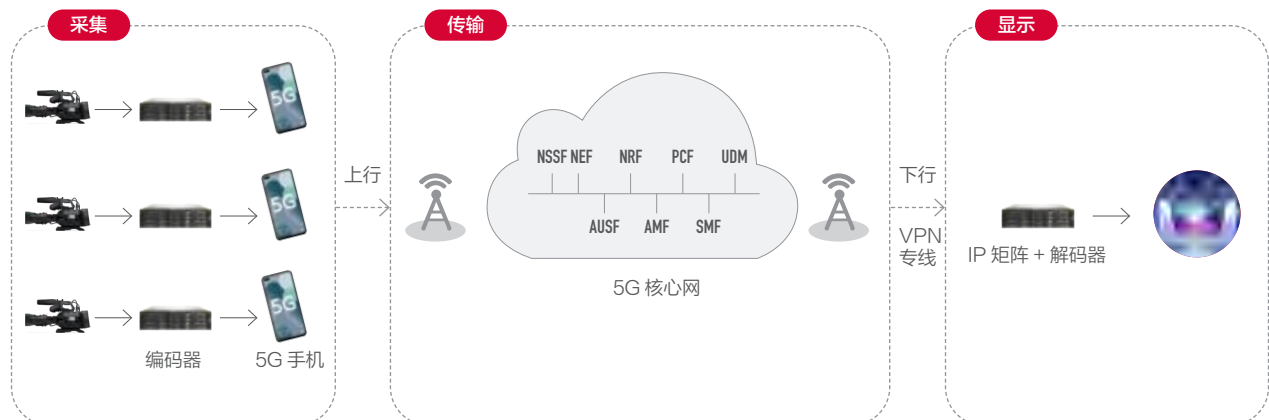 采集
传输
显示
5G
5G
5G
编码器
5G 手机
上行
NSSF NEF NRF PCF UDM
AUSF AMF SMF
5G 核心网
下行
VPN
专线
IP 矩阵 + 解码器